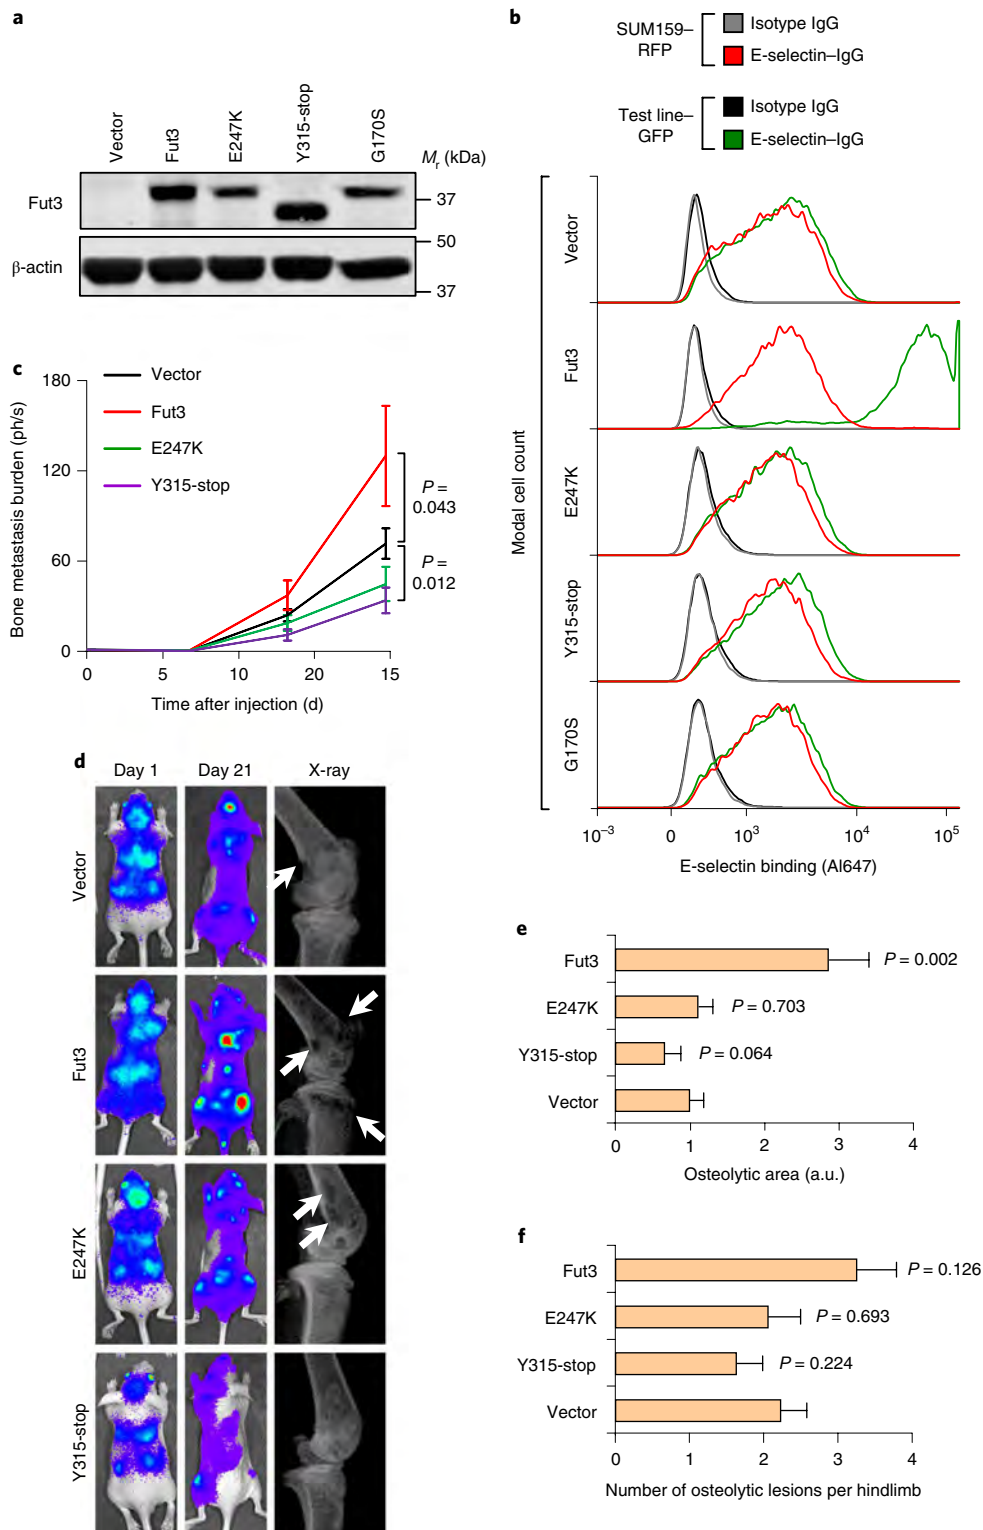 a
Vector
Fut3
E247K
Y315-stop
G170S
Mr (kDa)
Fut3
37
50
β-actin
37
b
SUM159–
RFP
Isotype IgG
E-selectin–IgG
Test line–
GFP
Isotype IgG
E-selectin–IgG
Modal cell count
Vector
Fut3
E247K
Y315-stop
G170S
10−3
0
103
104
105
E-selectin binding (Al647)
c
Bone metastasis burden (ph/s)
180
120
60
0
Vector
Fut3
E247K
Y315-stop
P =
0.043
P =
0.012
0
5
10
20
15
Time after injection (d)
d
Day 1
Day 21
X-ray
Vector
Fut3
E247K
Y315-stop
e
Fut3
P = 0.002
E247K
P = 0.703
Y315-stop
P = 0.064
Vector
0
1
2
3
4
Osteolytic area (a.u.)
f
Fut3
P = 0.126
E247K
P = 0.693
Y315-stop
P = 0.224
Vector
0
1
2
3
4
Number of osteolytic lesions per hindlimb